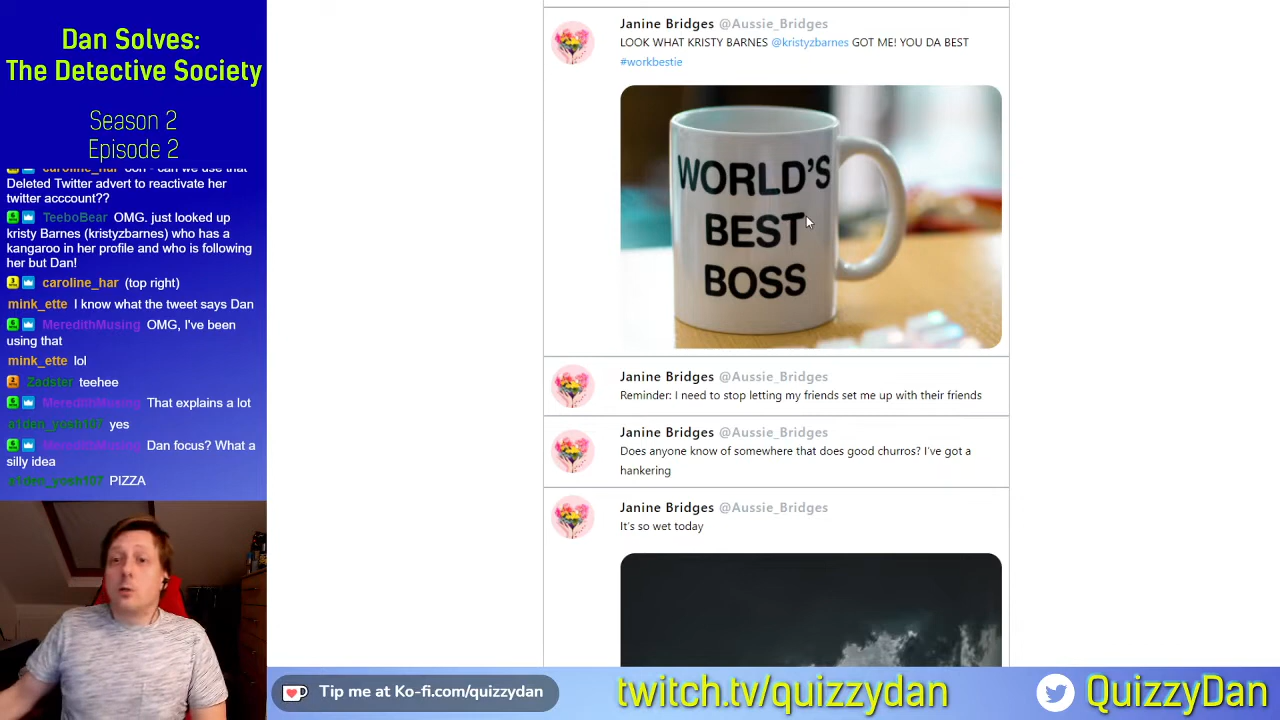 Dan Solves:
The Detective Society
Season 2
Episode 2
caroline_har ooh - can we use that
Deleted Twitter advert to reactivate her
twitter acccount??
TeeboBear OMG. just looked up
kristy Barnes (kristyzbarnes) who has a
kangaroo in her profile and who is following
her but Dan!
caroline_har (top right)
mink_ette I know what the tweet says Dan
MeredithMusing OMG, I've been
using that
mink_ette lol
Zadster teehee
MeredithMusing That explains a lot
a1den_yosh107 yes
MeredithMusing Dan focus? What a
silly idea
a1den_yosh107 PIZZA
Janine Bridges @Aussie_Bridges
LOOK WHAT KRISTY BARNES @kristyzbarnes GOT ME! YOU DA BEST
#workbestie
WORLD'S
BEST
BOSS
Janine Bridges @Aussie_Bridges
Reminder: I need to stop letting my friends set me up with their friends
Janine Bridges @Aussie_Bridges
Does anyone know of somewhere that does good churros? I've got a
hankering
Janine Bridges @Aussie_Bridges
It's so wet today
Tip me at Ko-fi.com/quizzydan
twitch.tv/quizzydan
QuizzyDan